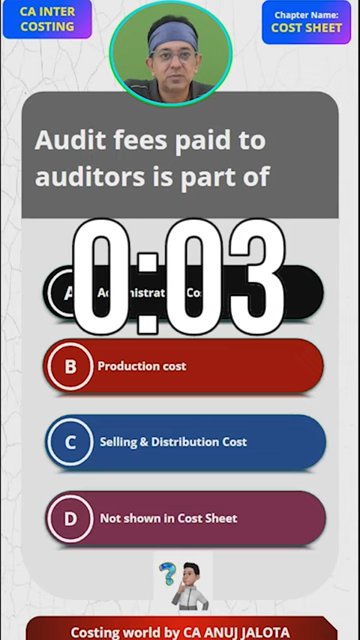 CA INTER
COSTING
Chapter Name:
COST SHEET
Audit fees paid to
auditors is part of
0:03
A
B Production cost
C Selling & Distribution Cost
D Not shown in Cost Sheet
Costing world by CA ANUJ JALOTA